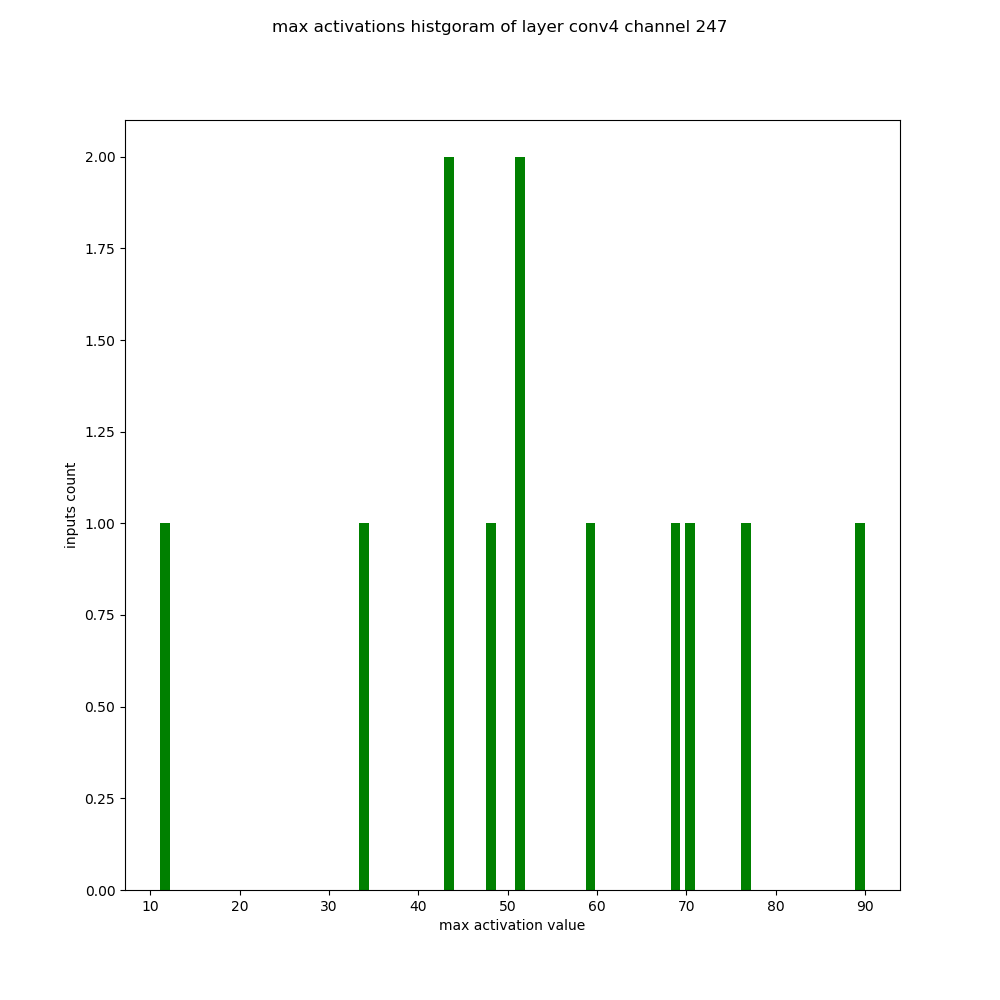 max activations histgoram of layer conv4 channel 247
2.00
1.75
1.50
1.25
1.00
0.75
0.50
0.25
0.00
inputs count
10 20 30 40 50 60 70 80 90
max activation value